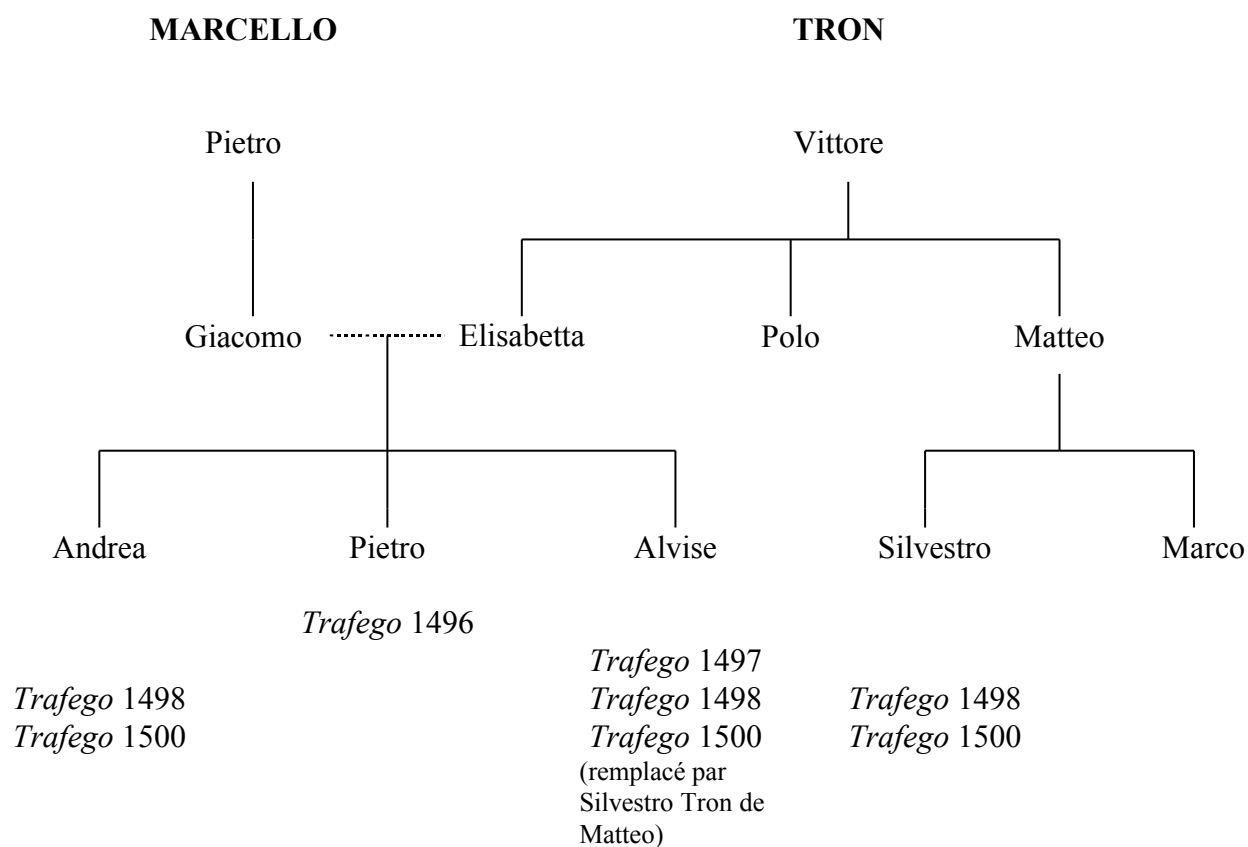 MARCELLO TRON
Pietro Vittore
Giacomo Elisabetta Polo Matteo
Andrea Pietro Alvise Silvestro Marco
Trafego 1496
Trafego 1497
Trafego 1498 Trafego 1498 Trafego 1498
Trafego 1500 Trafego 1500 Trafego 1500
(remplacé par
Silvestro Tron de
Matteo)